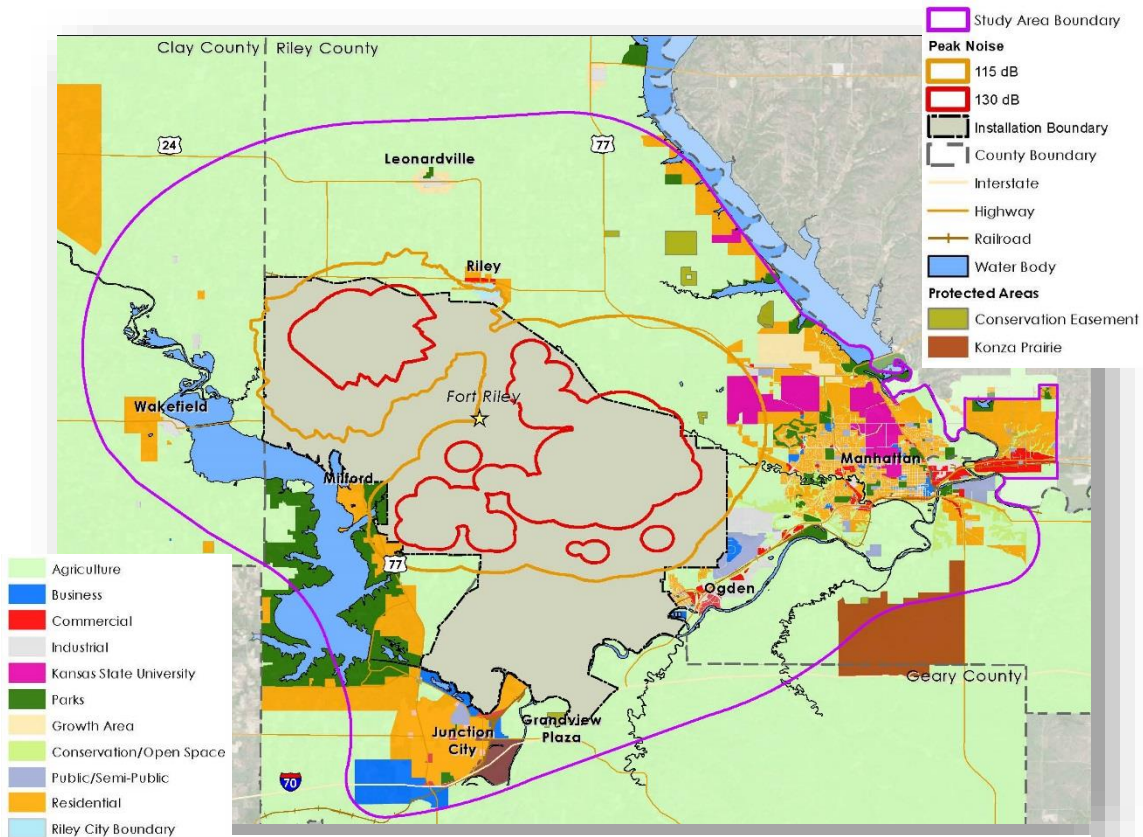 Clay County
Riley County
24
Leonardville
77
Riley
Fort Riley
Wakefield
Milford
77
Manhattan
Ogden
Geary County
Grandview
Plaza
Junction
City
70
Study Area Boundary
Peak Noise
115 dB
130 dB
Installation Boundary
County Boundary
Interstate
Highway
Railroad
Water Body
Protected Areas
Conservation Easement
Konza Prairie
Agriculture
Business
Commercial
Industrial
Kansas State University
Parks
Growth Area
Conservation/Open Space
Public/Semi-Public
Residential
Riley City Boundary